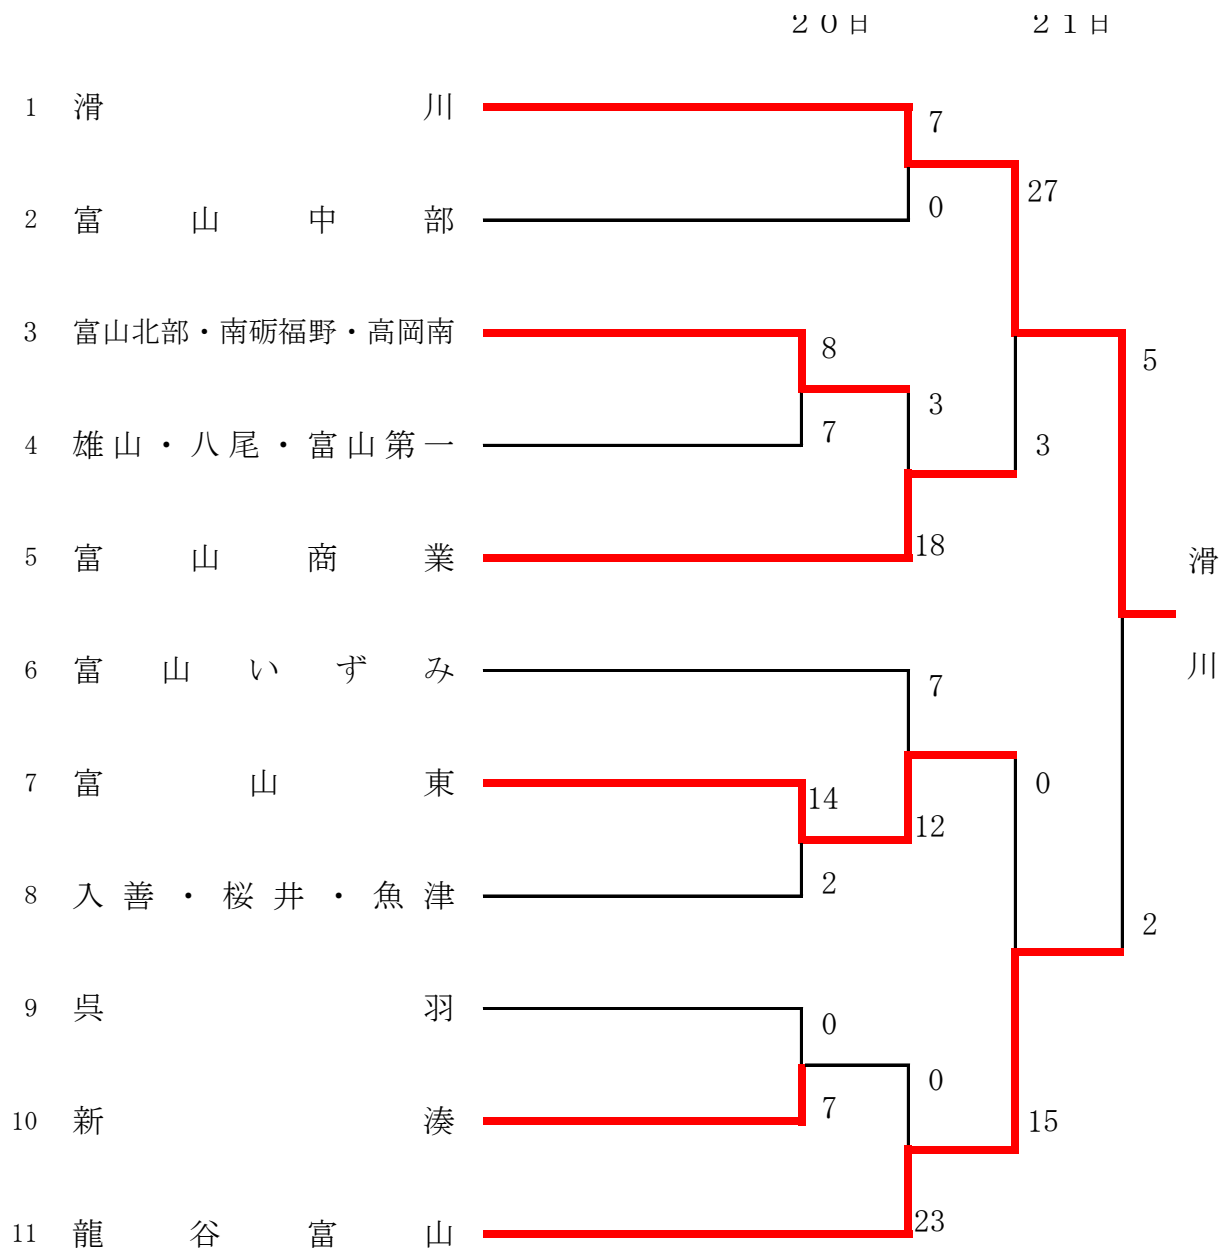 20日 21日
1 滑川
7
27
2 富山中部
0
3 富山北部・南砺福野・高岡南
8
5
3
4 雄山・八尾・富山第一
7
3
5 富山商業
18
滑川
6 富山いずみ
7
7 富山東
14
0
12
8 入善・桜井・魚津
2
2
9 呉羽
0
0
10 新湊
7
15
11 龍谷富山
23